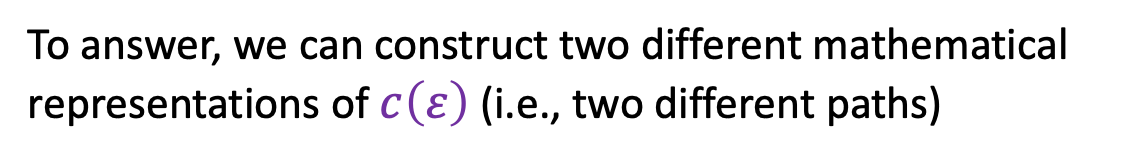 To answer, we can construct two different mathematical
representations of c(ε) (i.e., two different paths)